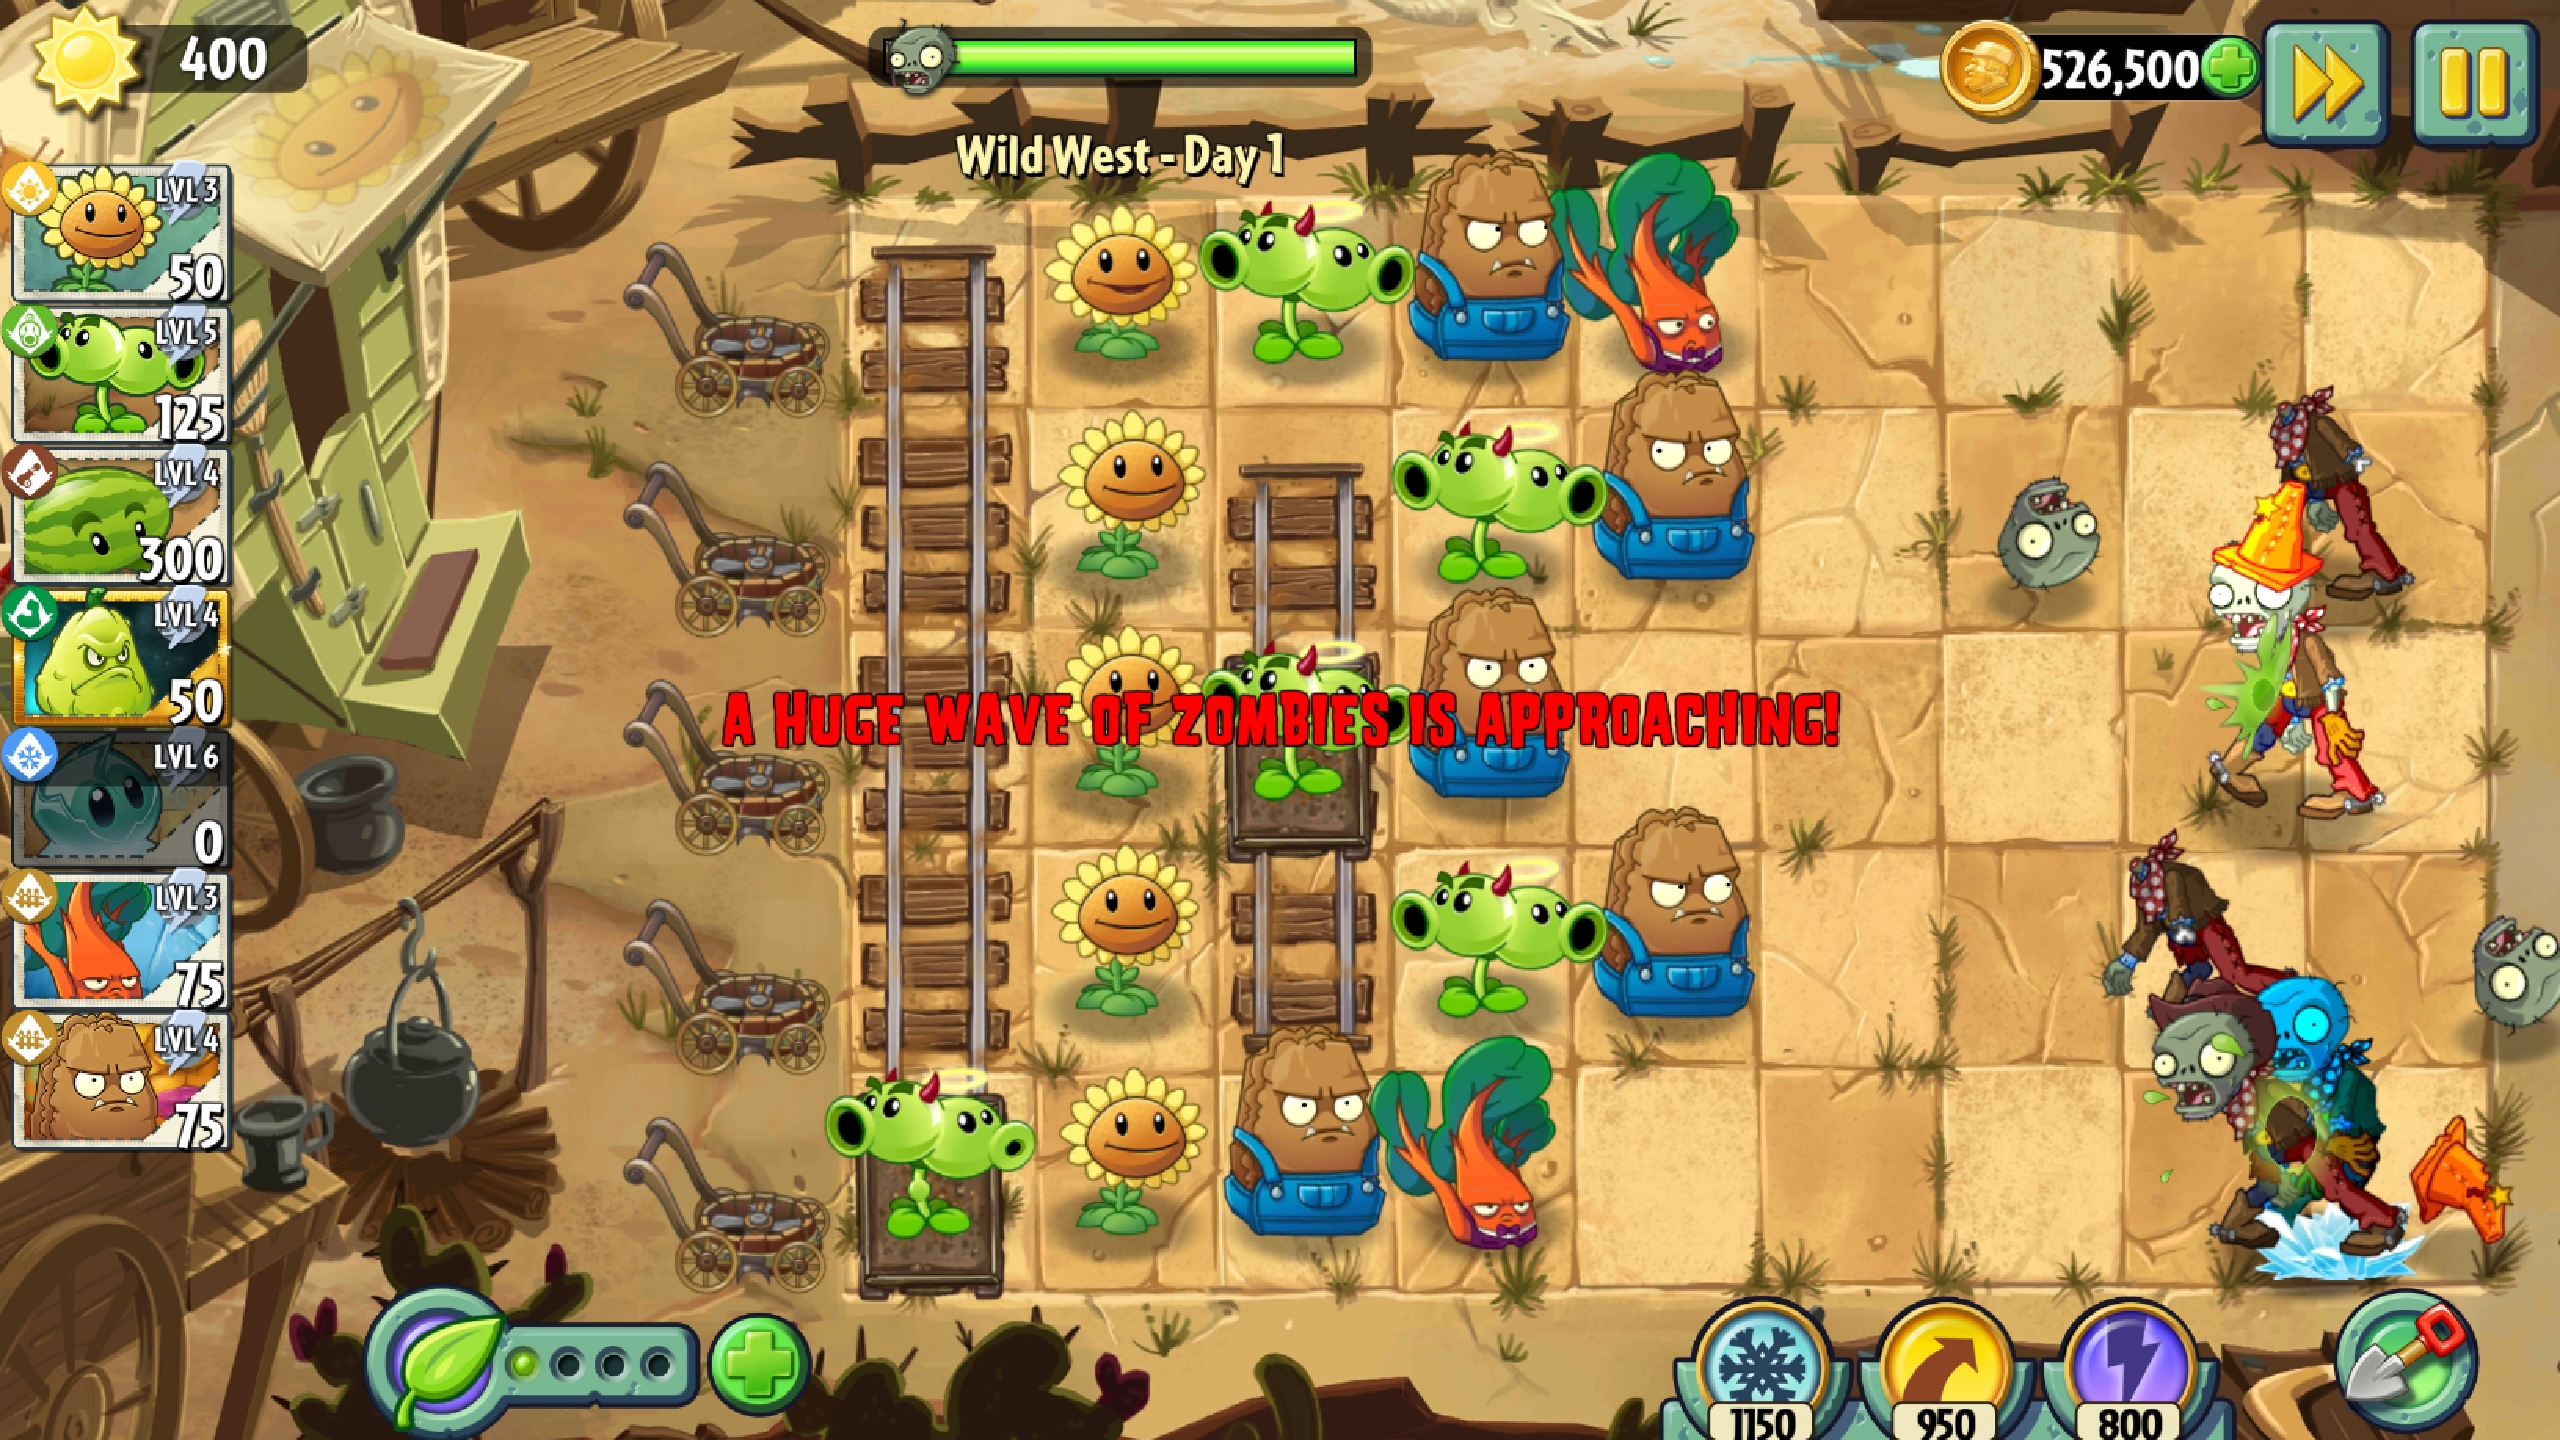 400
526,500
Wild West - Day 1
LVL 3
50
LVL 5
125
LVL 4
300
LVL 4
50
LVL 6
0
LVL 3
75
LVL 4
75
A HUGE WAVE OF ZOMBIES IS APPROACHING!
1150
950
800